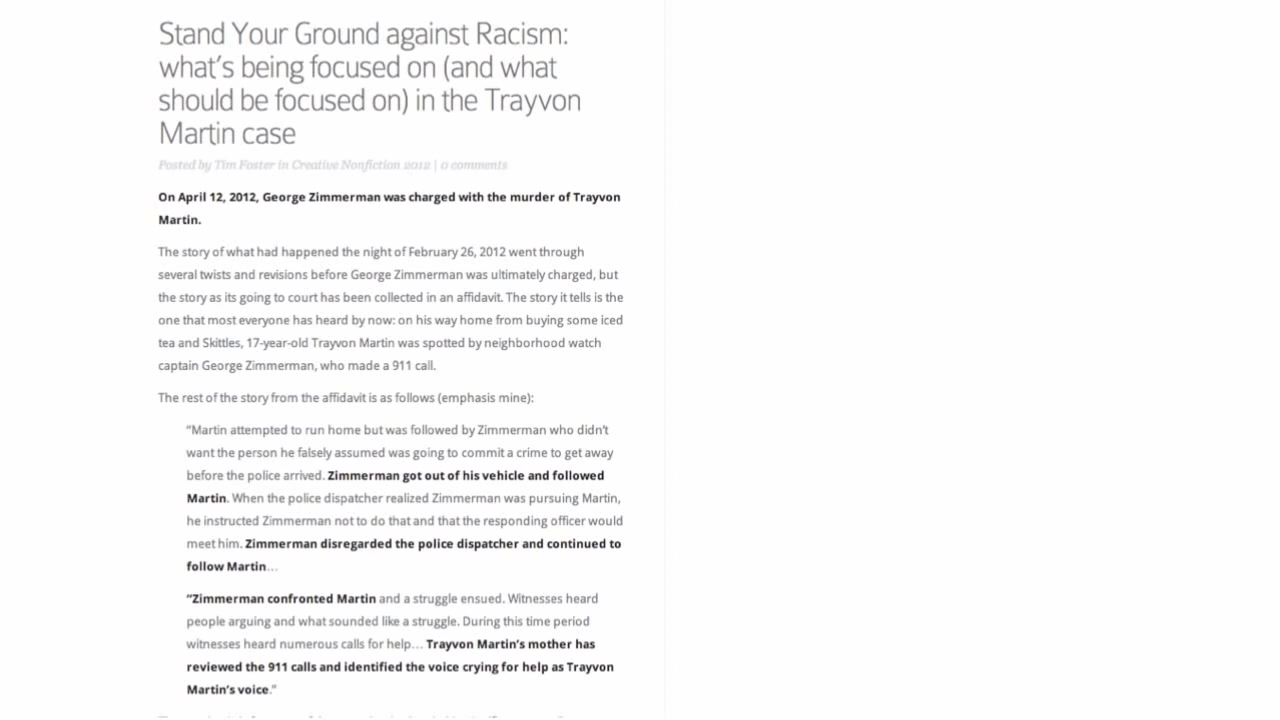 Stand Your Ground against Racism:
what's being focused on (and what
should be focused on) in the Trayvon
Martin case
Posted by Tim Foster in Creative Nonfiction 2012 | 0 comments
On April 12, 2012, George Zimmerman was charged with the murder of Trayvon
Martin.
The story of what had happened the night of February 26, 2012 went through
several twists and revisions before George Zimmerman was ultimately charged, but
the story as its going to court has been collected in an affidavit. The story it tells is the
one that most everyone has heard by now: on his way home from buying some iced
tea and Skittles, 17-year-old Trayvon Martin was spotted by neighborhood watch
captain George Zimmerman, who made a 911 call.
The rest of the story from the affidavit is as follows (emphasis mine):
“Martin attempted to run home but was followed by Zimmerman who didn't
want the person he falsely assumed was going to commit a crime to get away
before the police arrived. Zimmerman got out of his vehicle and followed
Martin. When the police dispatcher realized Zimmerman was pursuing Martin,
he instructed Zimmerman not to do that and that the responding officer would
meet him. Zimmerman disregarded the police dispatcher and continued to
follow Martin…
“Zimmerman confronted Martin and a struggle ensued. Witnesses heard
people arguing and what sounded like a struggle. During this time period
witnesses heard numerous calls for help… Trayvon Martin's mother has
reviewed the 911 calls and identified the voice crying for help as Trayvon
Martin's voice.”